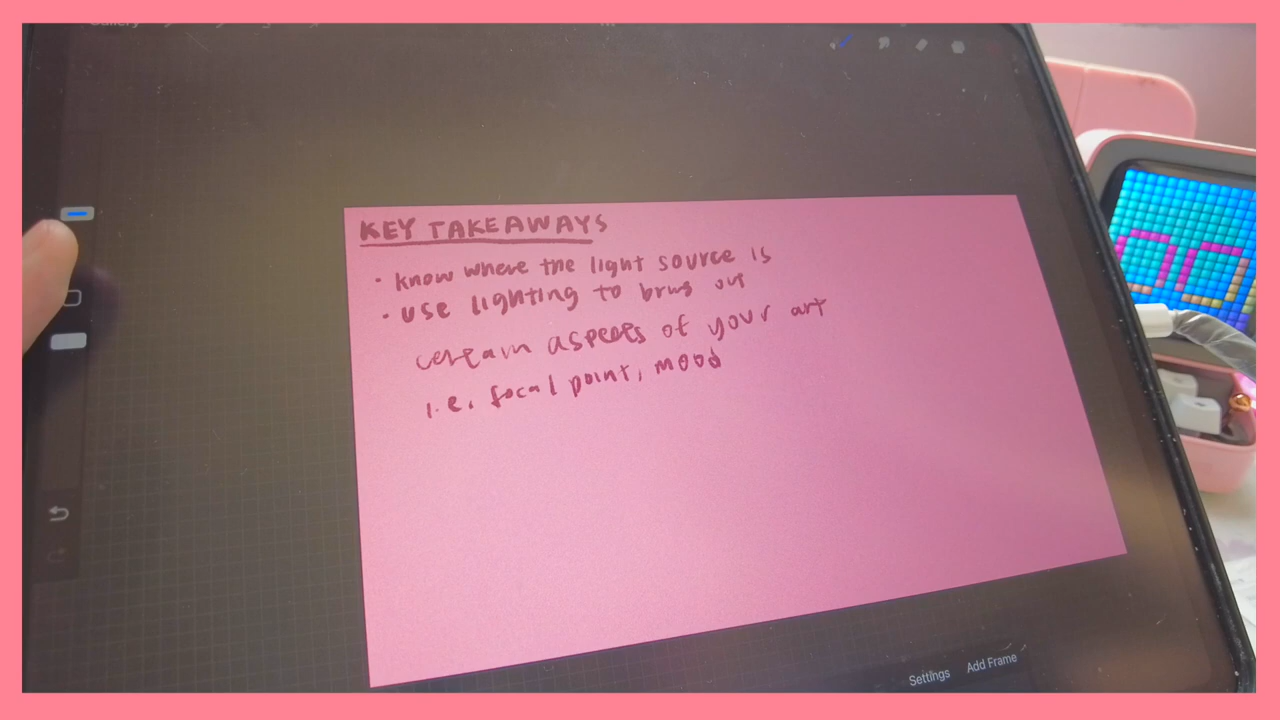 Gallery
KEY TAKEAWAYS
• know where the light source is
• use lighting to bring out
certain aspects of your art
i.e. focal point, mood
Settings
Add Frame